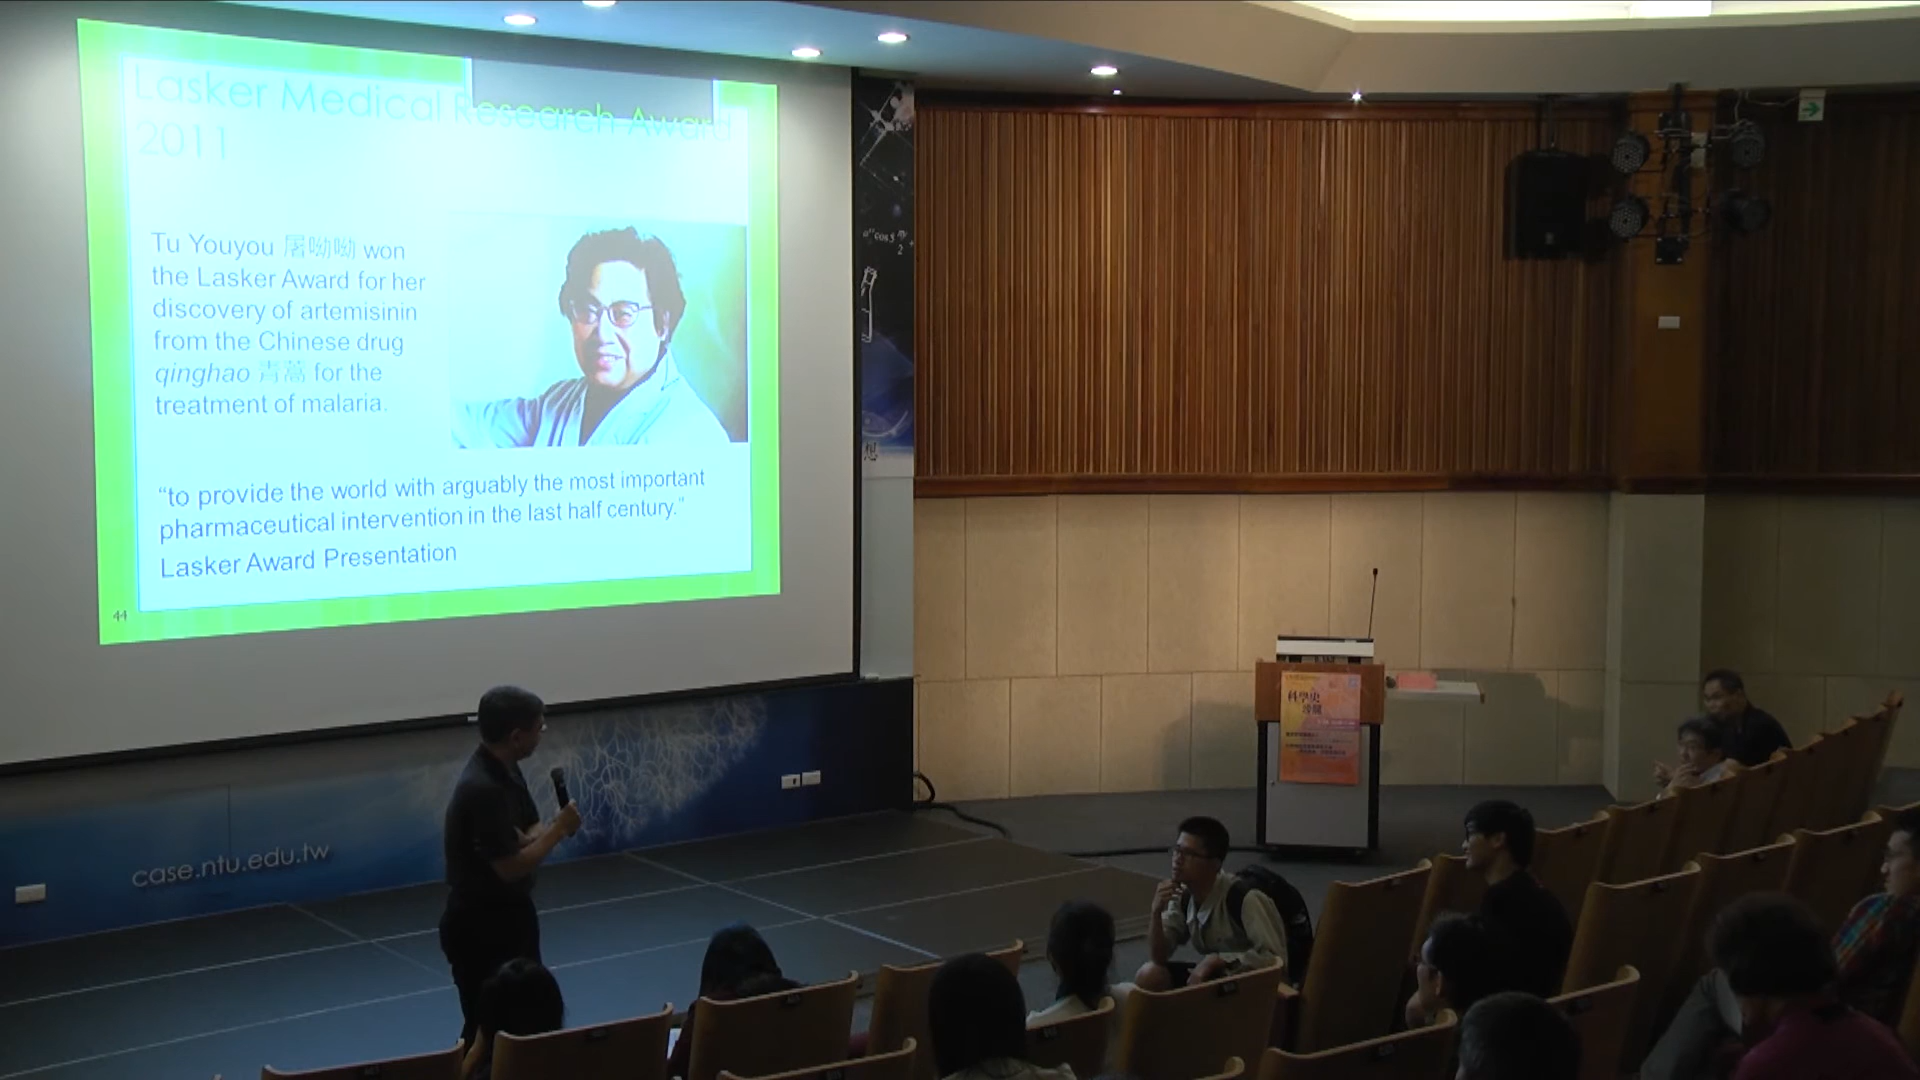 Lasker Medical Research Award
2011
Tu Youyou 屠呦呦 won
the Lasker Award for her
discovery of artemisinin
from the Chinese drug
qinghao 青蒿 for the
treatment of malaria.
“to provide the world with arguably the most important
pharmaceutical intervention in the last half century.”
Lasker Award Presentation
44
case.ntu.edu.tw
科學史
沙龍
想